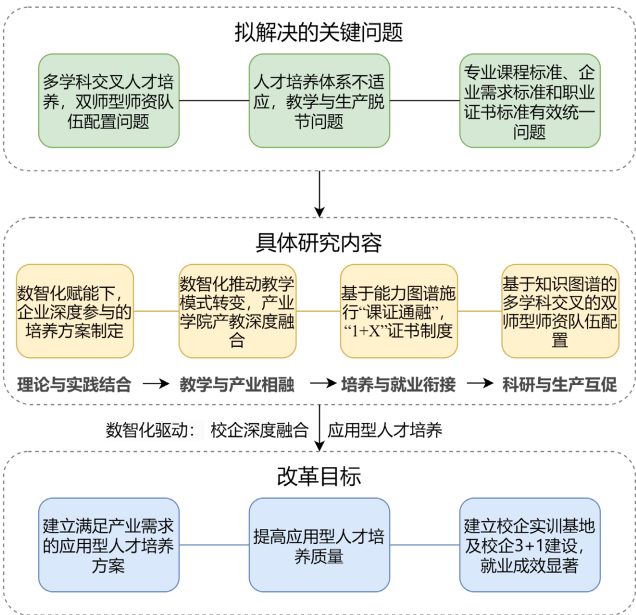 拟解决的关键问题
多学科交叉人才培
养，双师型师资队
伍配置问题
人才培养体系不适
应，教学与生产脱
节问题
专业课程标准、企
业需求标准和职业
证书标准有效统一
问题
具体研究内容
数智化赋能下，
企业深度参与的
培养方案制定
数智化推动教学
模式转变，产业
学院产教深度融
合
基于能力图谱施
行“课证通融”，
“1+X”证书制度
基于知识图谱的
多学科交叉的双
师型师资队伍配
置
理论与实践结合
教学与产业相融
培养与就业衔接
科研与生产互促
数智化驱动： 校企深度融合
应用型人才培养
改革目标
建立满足产业需求
的应用型人才培养
方案
提高应用型人才培
养质量
建立校企实训基地
及校企3+1建设，
就业成效显著